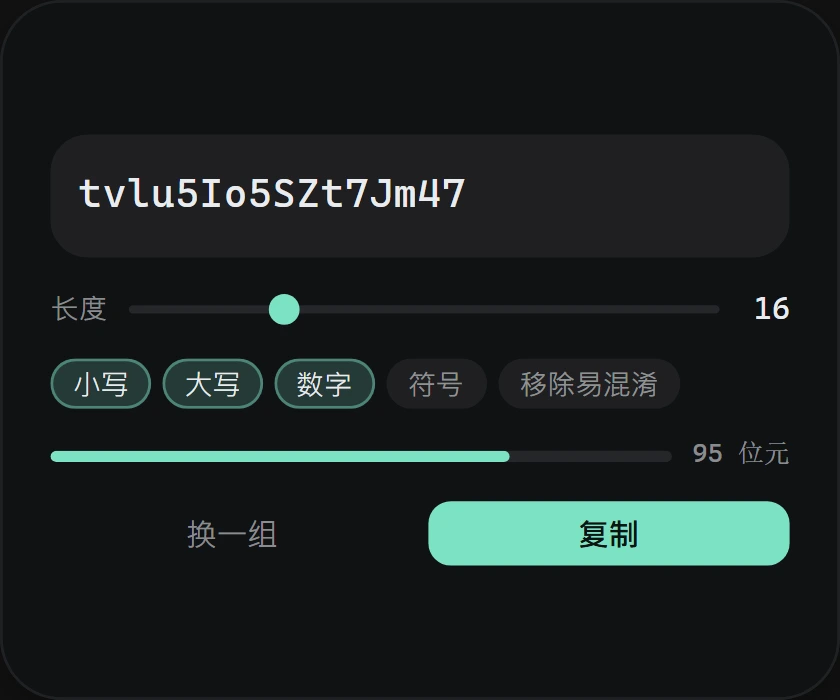 tvlu5Io5SZt7Jm47
长度 16
小写 大写 数字 符号 移除易混淆
95 位元
换一组 复制